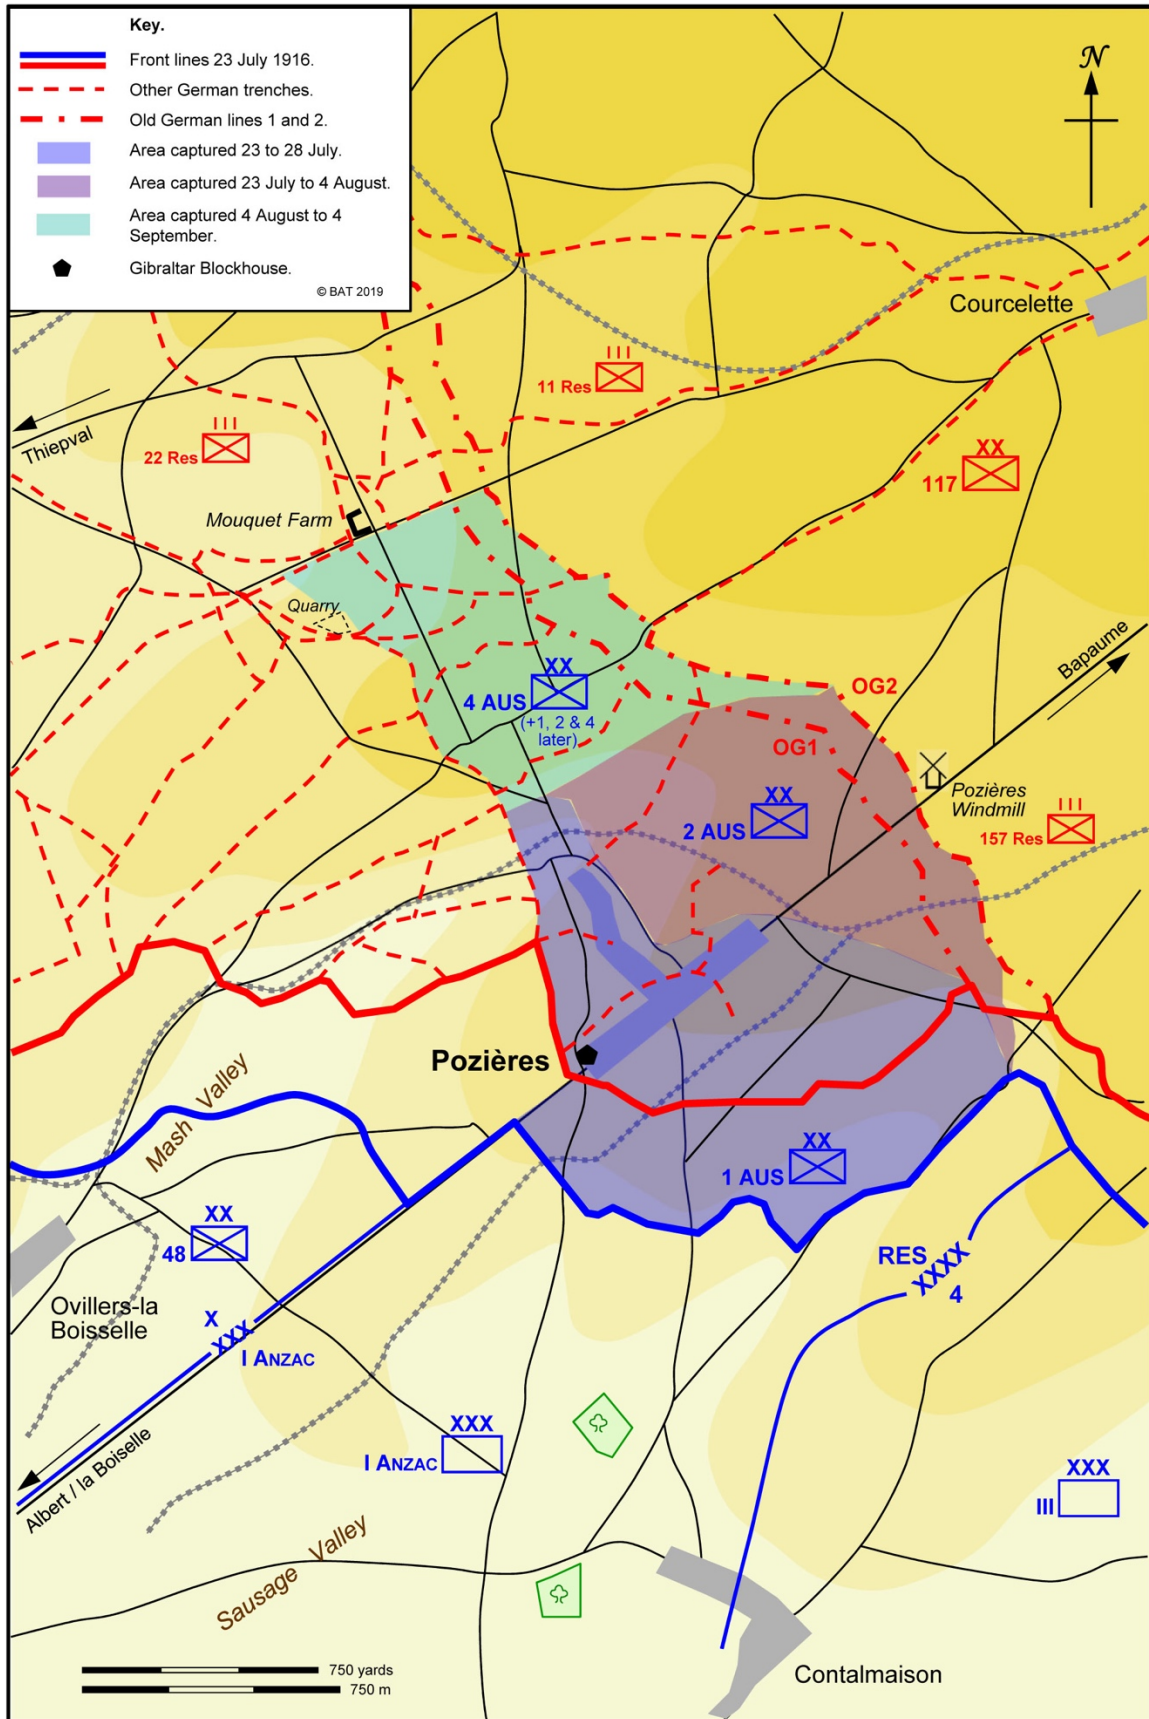 Key.
Front lines 23 July 1916.
Other German trenches.
Old German lines 1 and 2.
Area captured 23 to 28 July.
Area captured 23 July to 4 August.
Area captured 4 August to 4
September.
Gibraltar Blockhouse.
© BAT 2019
N
Courcelette
III
11 Res
Thiepval
III
22 Res
XX
117
Mouquet Farm
Quarry
Bapaume
XX
4 AUS
(+1, 2 & 4
later)
OG2
OG1
Pozières
Windmill
XX
2 AUS
III
157 Res
Pozières
Mash Valley
XX
1 AUS
XX
48
RES
XXXX
4
Ovillers-la
Boisselle
X
XXX
I ANZAC
XXX
I ANZAC
Albert / la Boiselle
XXX
III
Sausage Valley
Contalmaison
750 yards
750 m